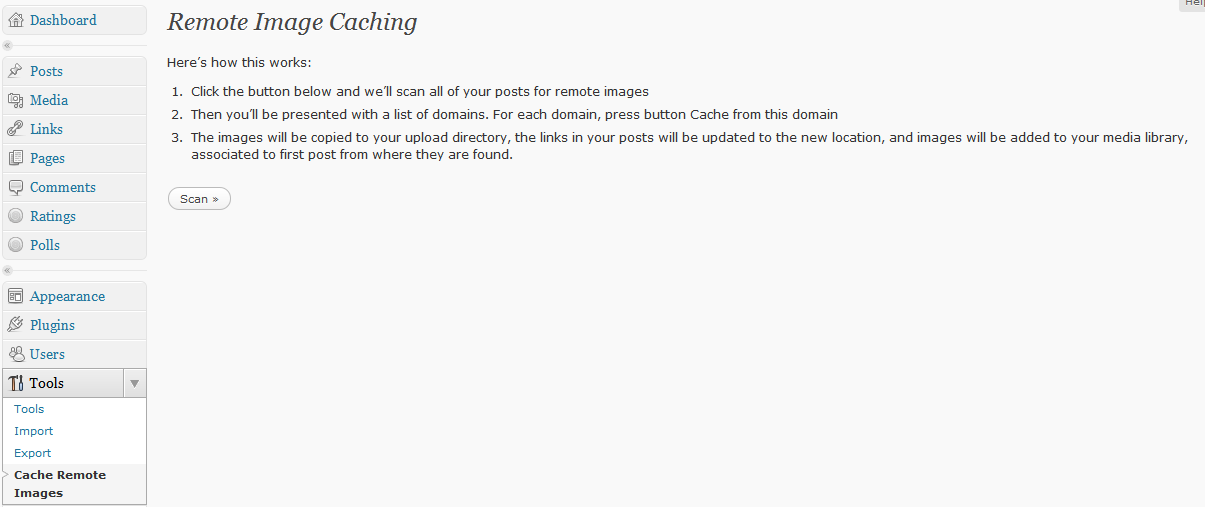 Dashboard
Posts
Media
Links
Pages
Comments
Ratings
Polls
Appearance
Plugins
Users
Tools
Tools
Import
Export
Cache Remote
Images
Help
Remote Image Caching
Here's how this works:
1. Click the button below and we'll scan all of your posts for remote images
2. Then you'll be presented with a list of domains. For each domain, press button Cache from this domain
3. The images will be copied to your upload directory, the links in your posts will be updated to the new location, and images will be added to your media library,
associated to first post from where they are found.
Scan »